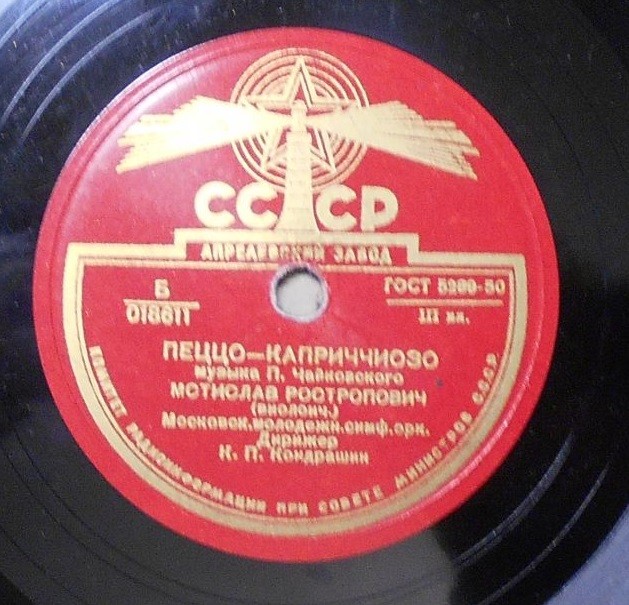 СССР
АПРЕЛЕВСКИЙ ЗАВОД
Б
018611
ГОСТ 5289-50
III кл.
ПЕЦЦО—КАПРИЧЧИОЗО
музыка П. Чайковского
МСТИСЛАВ РОСТРОПОВИЧ
(виолонч.)
Московск.молодежн.симф.орк.
Дирижер
К. П. Кондрашин
КОМИТЕТ РАДИОИНФОРМАЦИИ ПРИ СОВЕТЕ МИНИСТРОВ СССР